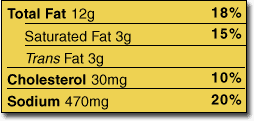 Total Fat 12g 18%
Saturated Fat 3g 15%
Trans Fat 3g
Cholesterol 30mg 10%
Sodium 470mg 20%